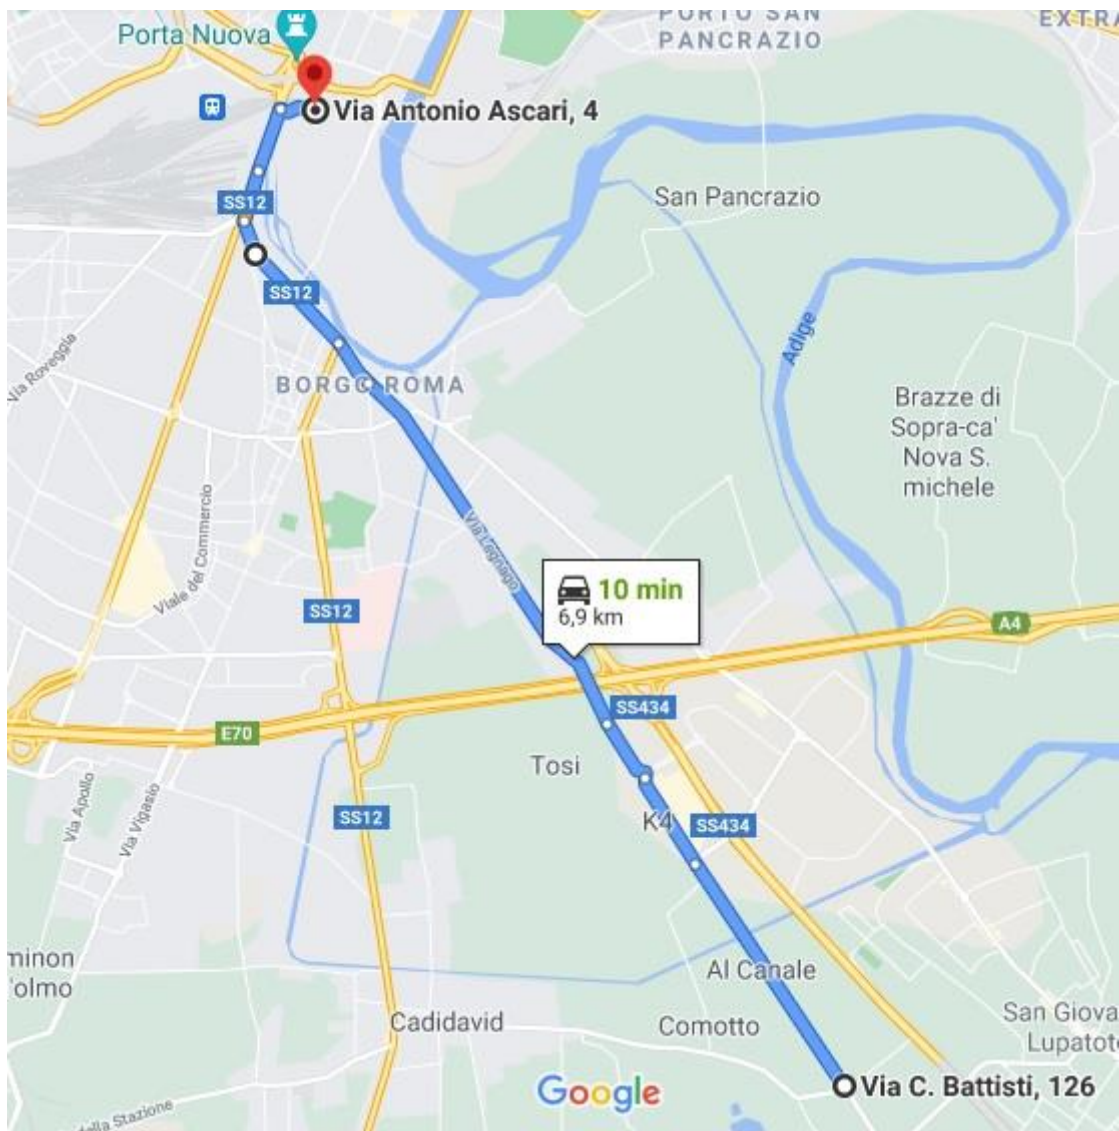 PORTO SAN
PANCRAZIO
EXTRA
Porta Nuova
Via Antonio Ascari, 4
San Pancrazio
SS12
SS12
Adige
Via Roveggia
BORGO ROMA
Brazze di
Sopra-ca'
Nova S.
michele
Viale del Commercio
Via Legnago
10 min
6,9 km
SS12
A4
SS434
E70
Tosi
Via Apollo
Via Vigasio
SS12
K4
SS434
minon
'olmo
Al Canale
Cadidavid
Comotto
San Giova
Lupatoto
Google
Via C. Battisti, 126
della Stazione